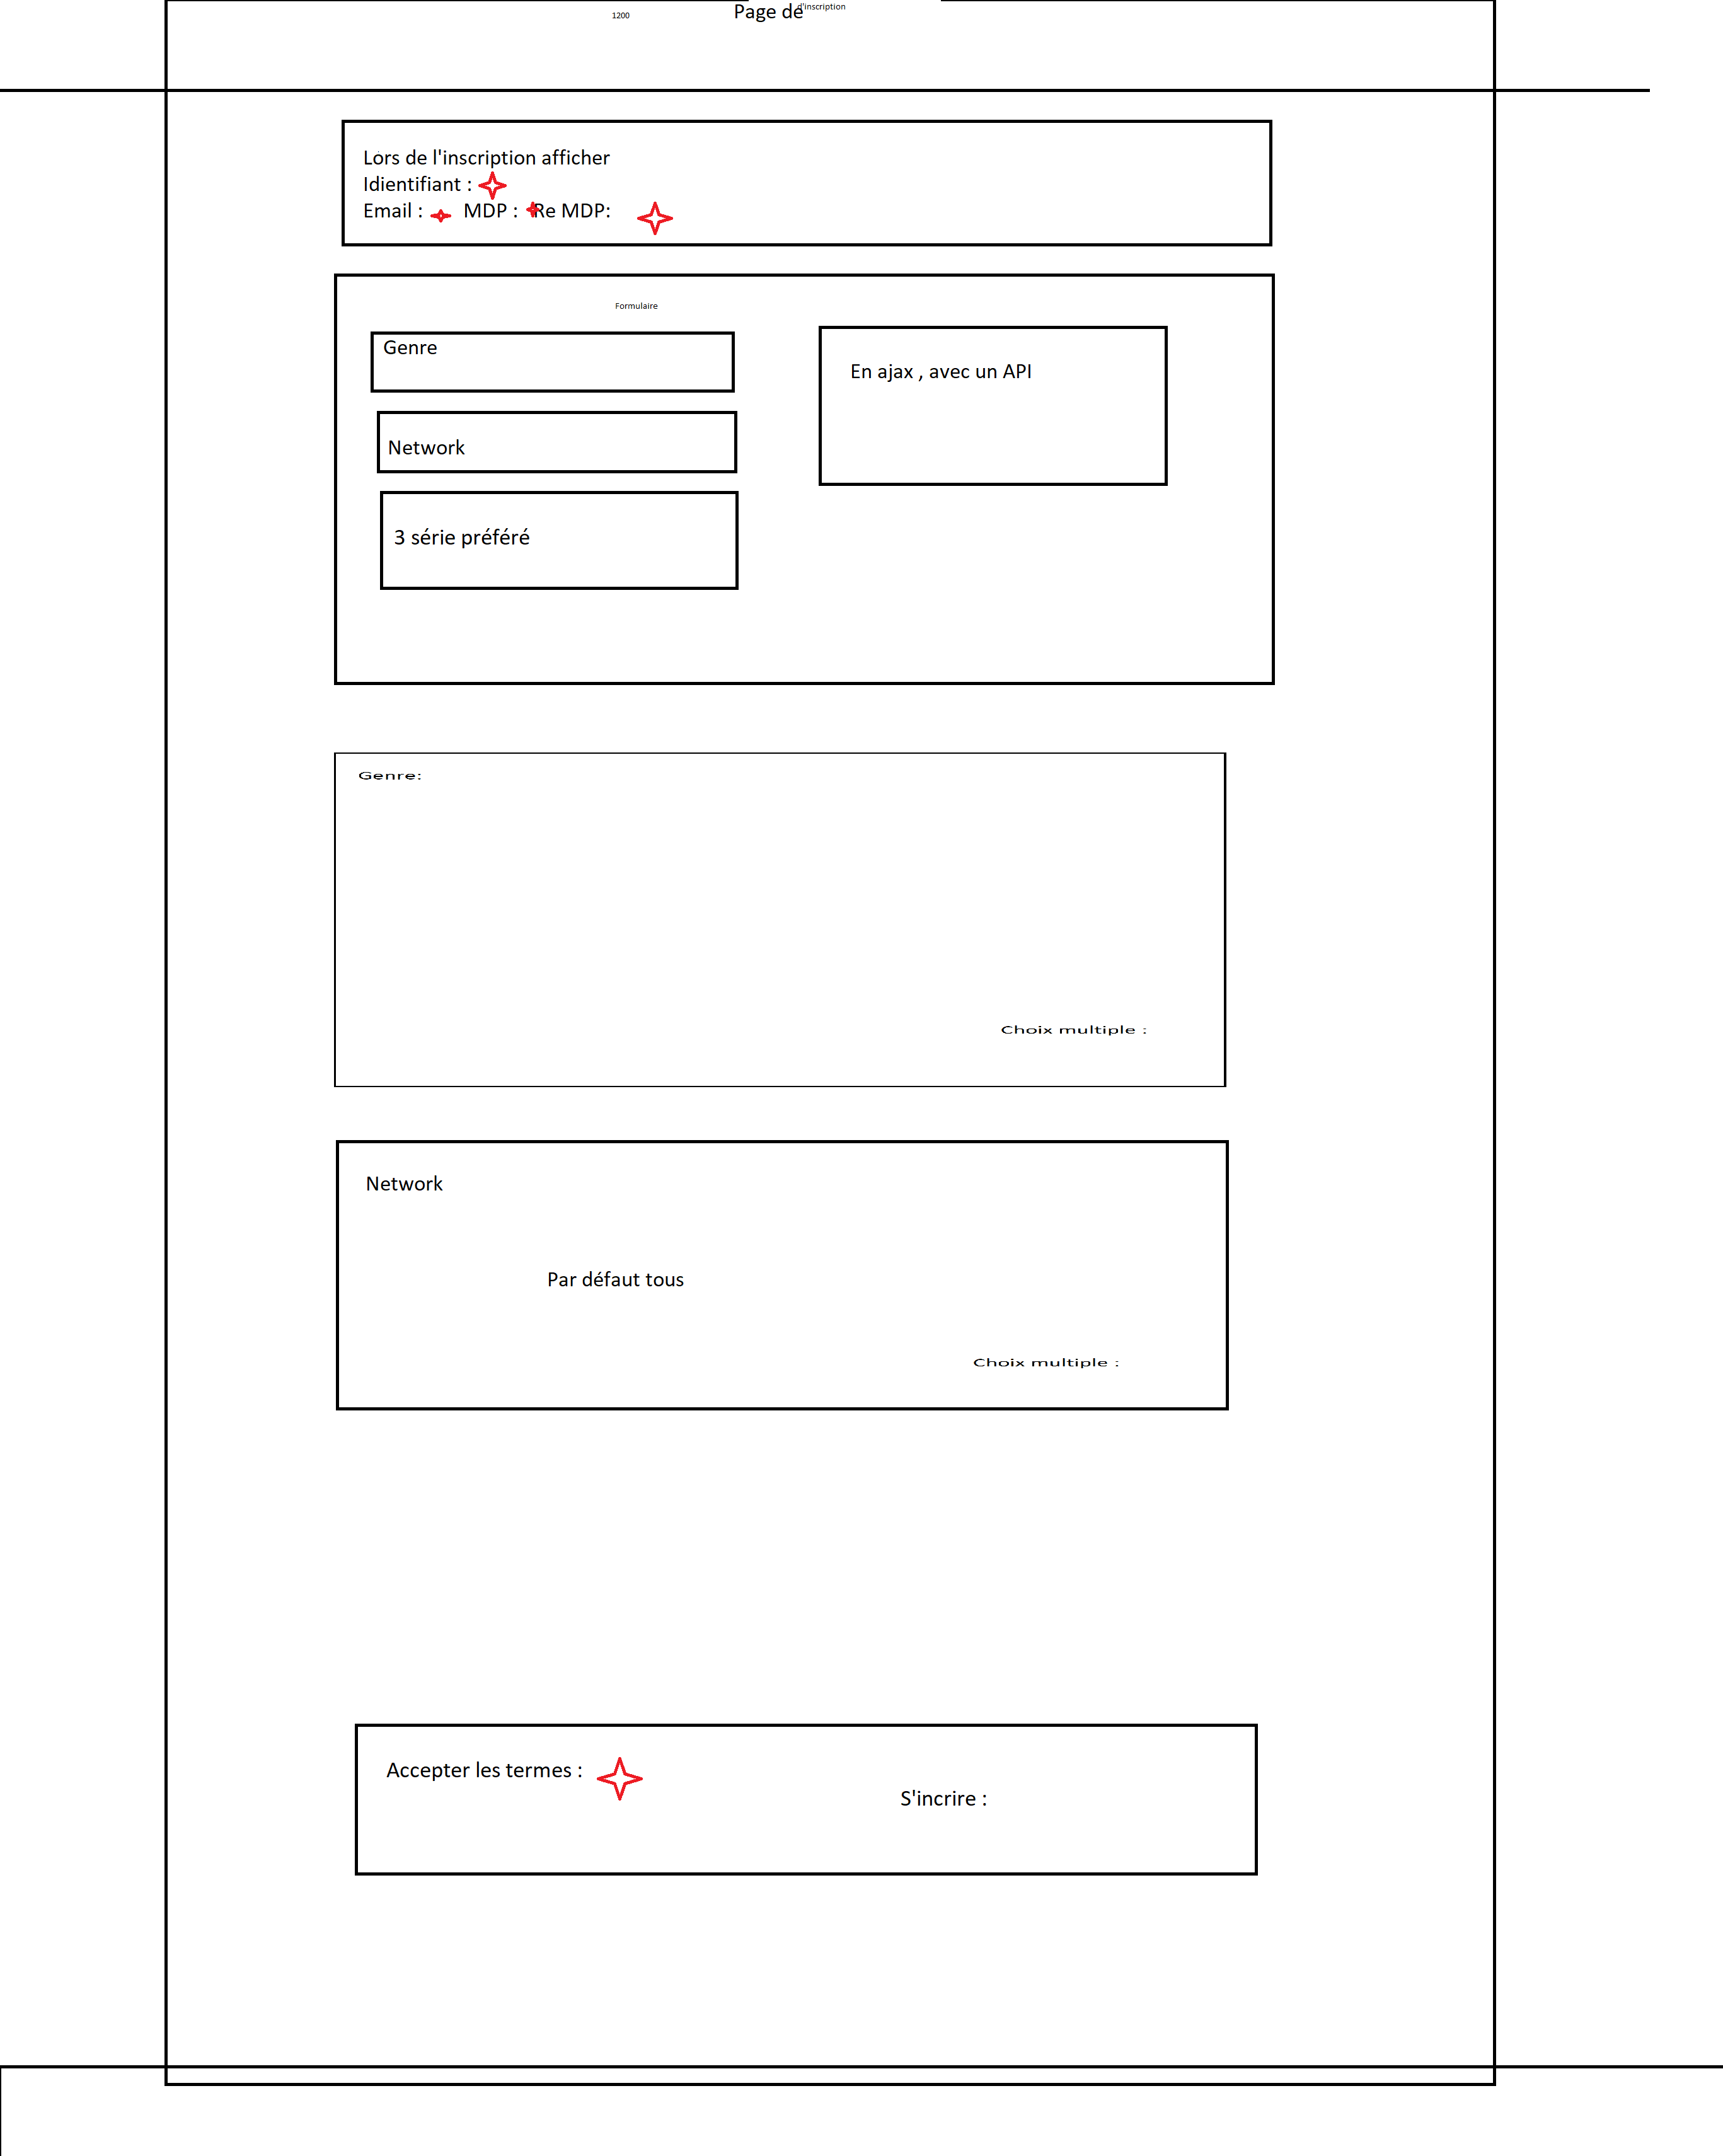 1200
Page de d'inscription
Lors de l'inscription afficher
Idientifiant :
Email : MDP : Re MDP:
Formulaire
Genre
En ajax , avec un API
Network
3 série préféré
Genre:
Choix multiple :
Network
Par défaut tous
Choix multiple :
Accepter les termes :
S'incrire :